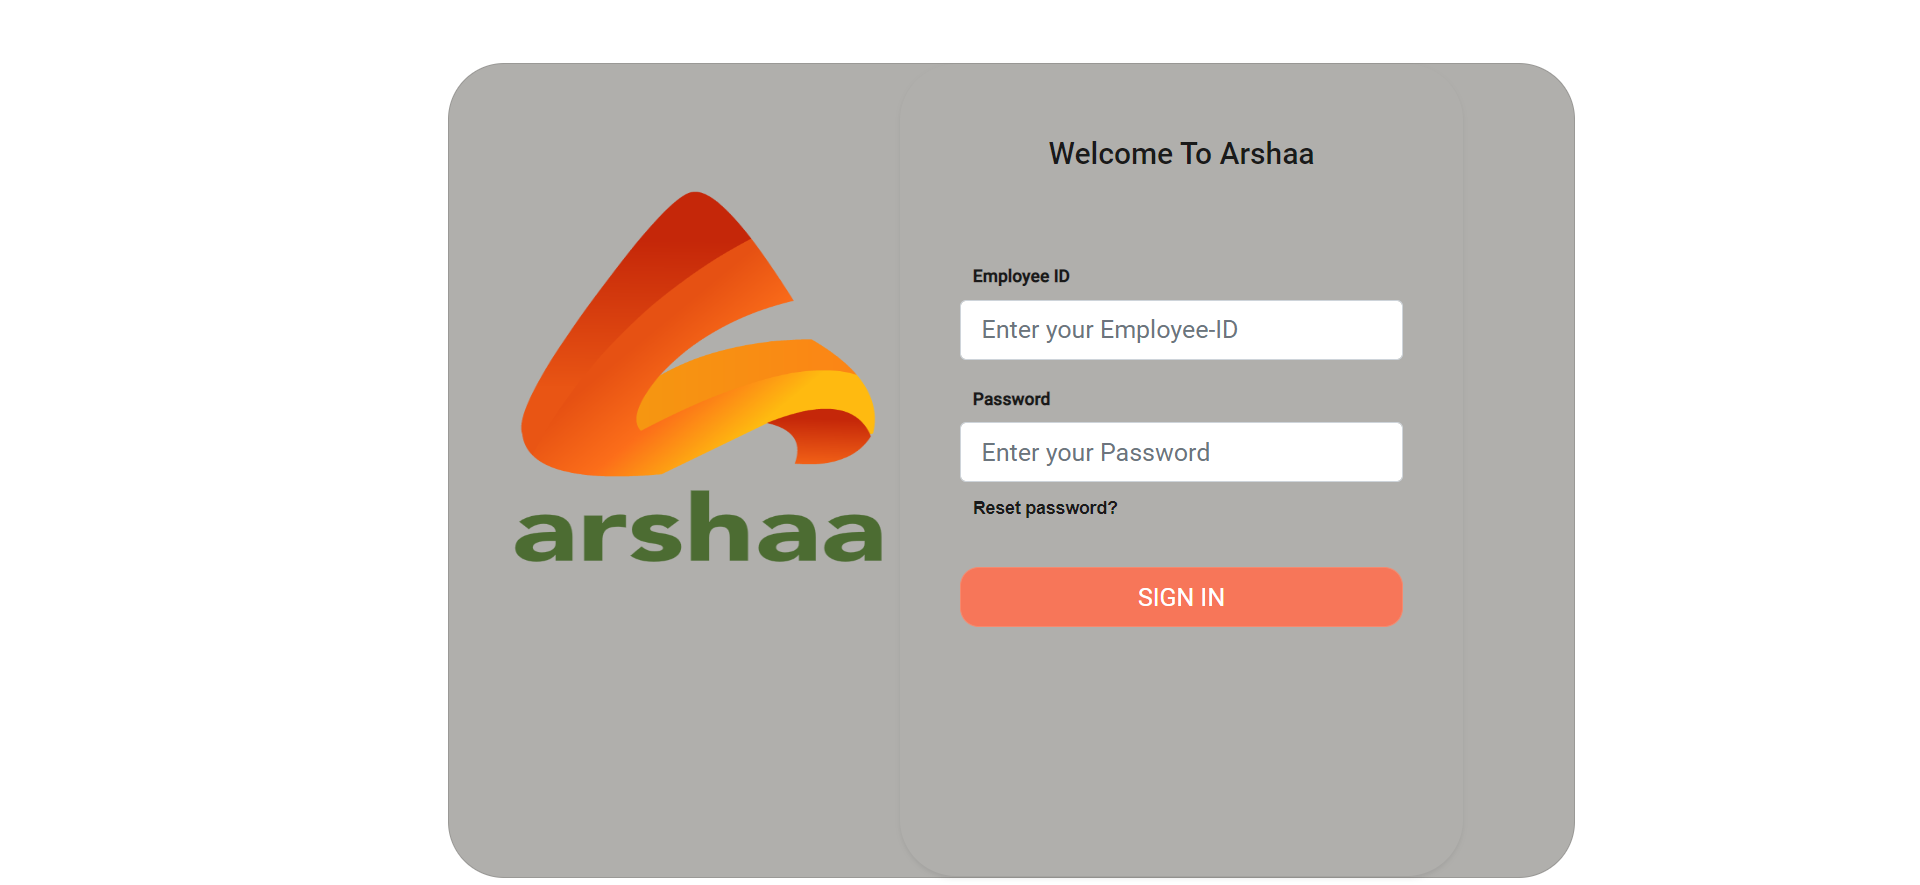 arshaa
Welcome To Arshaa
Employee ID
Enter your Employee-ID
Password
Enter your Password
Reset password?
SIGN IN